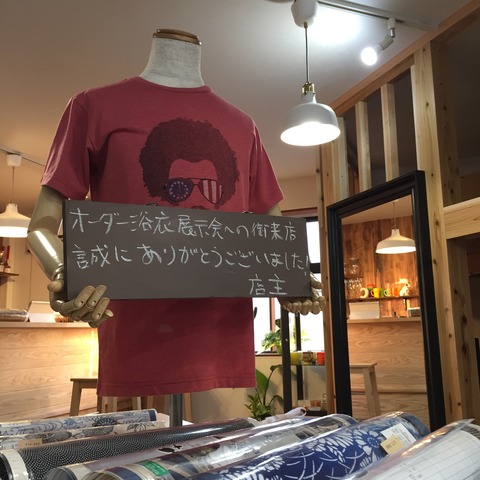 オーダー浴衣展示会への御来店
誠にありがとうございました!
店主